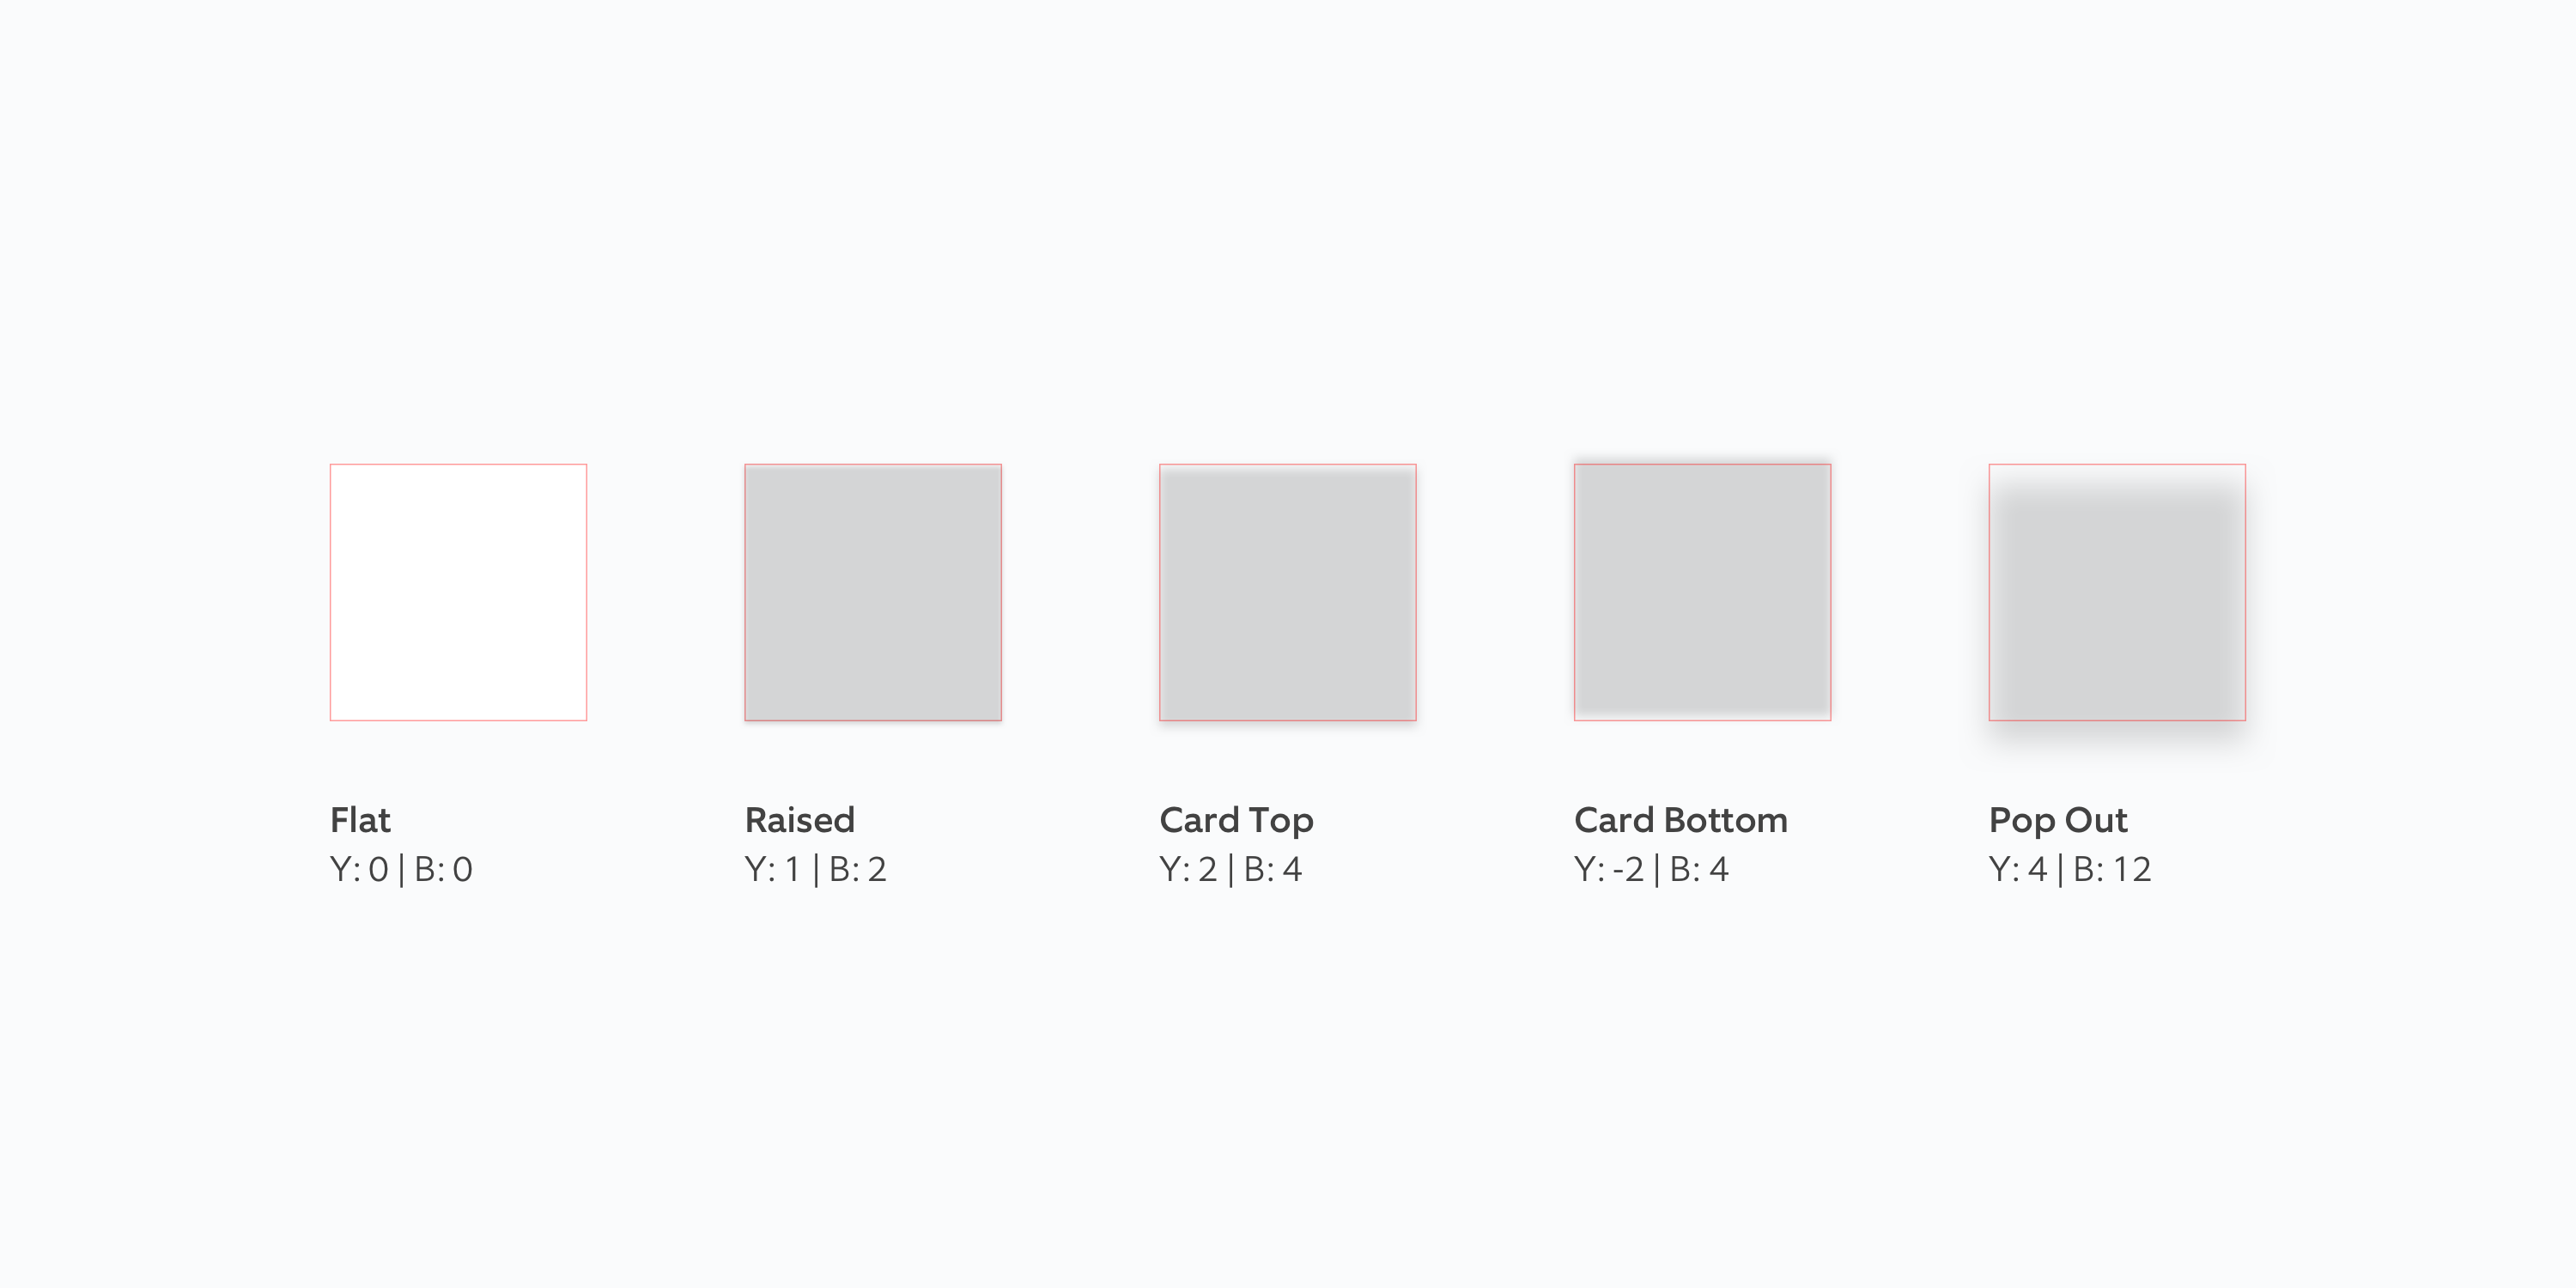 Flat
Y: 0 | B: 0
Raised
Y: 1 | B: 2
Card Top
Y: 2 | B: 4
Card Bottom
Y: -2 | B: 4
Pop Out
Y: 4 | B: 12